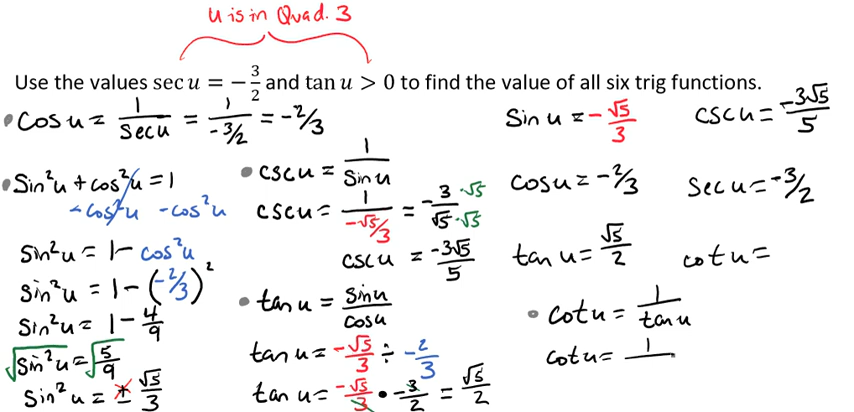 u is in Quad. 3
Use the values sec u = −3/2 and tan u > 0 to find the value of all six trig functions.
• cos u = 1/sec u = 1/(-3/2) = -2/3
• sin²u + cos²u = 1
- cos²u - cos²u
sin²u = 1 - cos²u
sin²u = 1 - (-2/3)²
sin²u = 1 - 4/9
√sin²u = √5/9
sin²u = ± √5/3
• csc u = 1/sin u
csc u = 1/(-√5/3) = -3/√5 ·√5/·√5
csc u = -3√5/5
• tan u = sin u/cos u
tan u = -√5/3 ÷ -2/3
tan u = -√5/3 • -3/2 = √5/2
sin u = -√5/3
csc u = -3√5/5
cos u = -2/3
sec u = -3/2
tan u = √5/2
cot u =
• cot u = 1/tan u
cot u = 1/